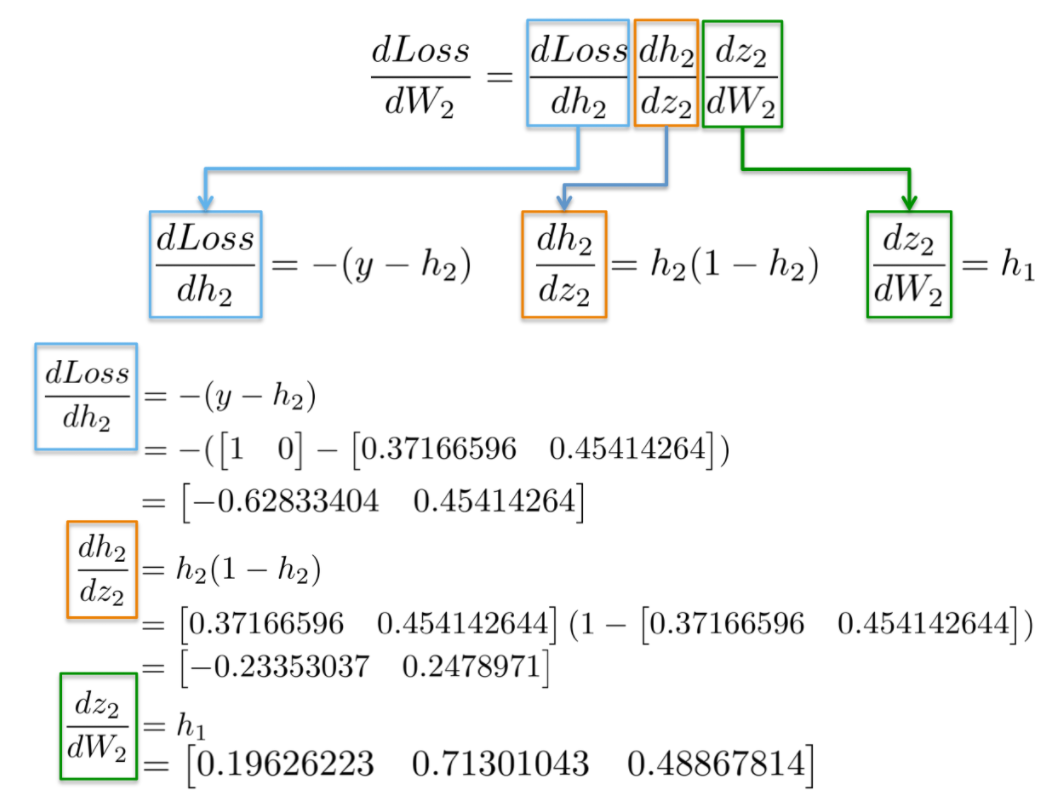 dLoss/dW₂ = dLoss/dh₂ dh₂/dz₂ dz₂/dW₂
dLoss/dh₂ = −(y − h₂) dh₂/dz₂ = h₂(1 − h₂) dz₂/dW₂ = h₁
dLoss/dh₂ = −(y − h₂)
= −([1 0] − [0.37166596 0.45414264])
= [−0.62833404 0.45414264]
dh₂/dz₂ = h₂(1 − h₂)
= [0.37166596 0.454142644] (1 − [0.37166596 0.454142644])
= [−0.23353037 0.2478971]
dz₂/dW₂ = h₁
= [0.19626223 0.71301043 0.48867814]